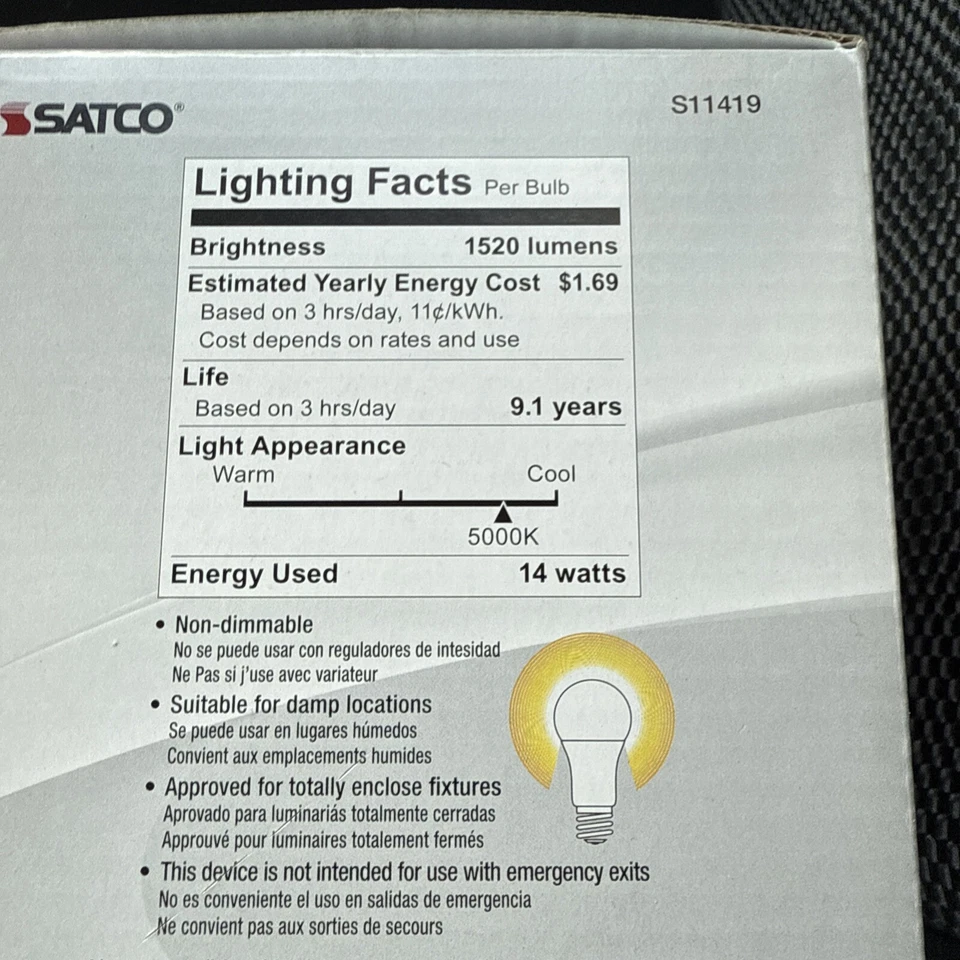 SATCO®
S11419
Lighting Facts Per Bulb
Brightness 1520 lumens
Estimated Yearly Energy Cost $1.69
Based on 3 hrs/day, 11¢/kWh.
Cost depends on rates and use
Life
Based on 3 hrs/day 9.1 years
Light Appearance
Warm Cool
5000K
Energy Used 14 watts
• Non-dimmable
No se puede usar con reguladores de intesidad
Ne Pas si j'use avec variateur
• Suitable for damp locations
Se puede usar en lugares húmedos
Convient aux emplacements humides
• Approved for totally enclose fixtures
Aprovado para luminariás totalmente cerradas
Approuvé pour luminaires totalement fermés
• This device is not intended for use with emergency exits
No es conveniente el uso en salidas de emergencia
Ne convient pas aux sorties de secours